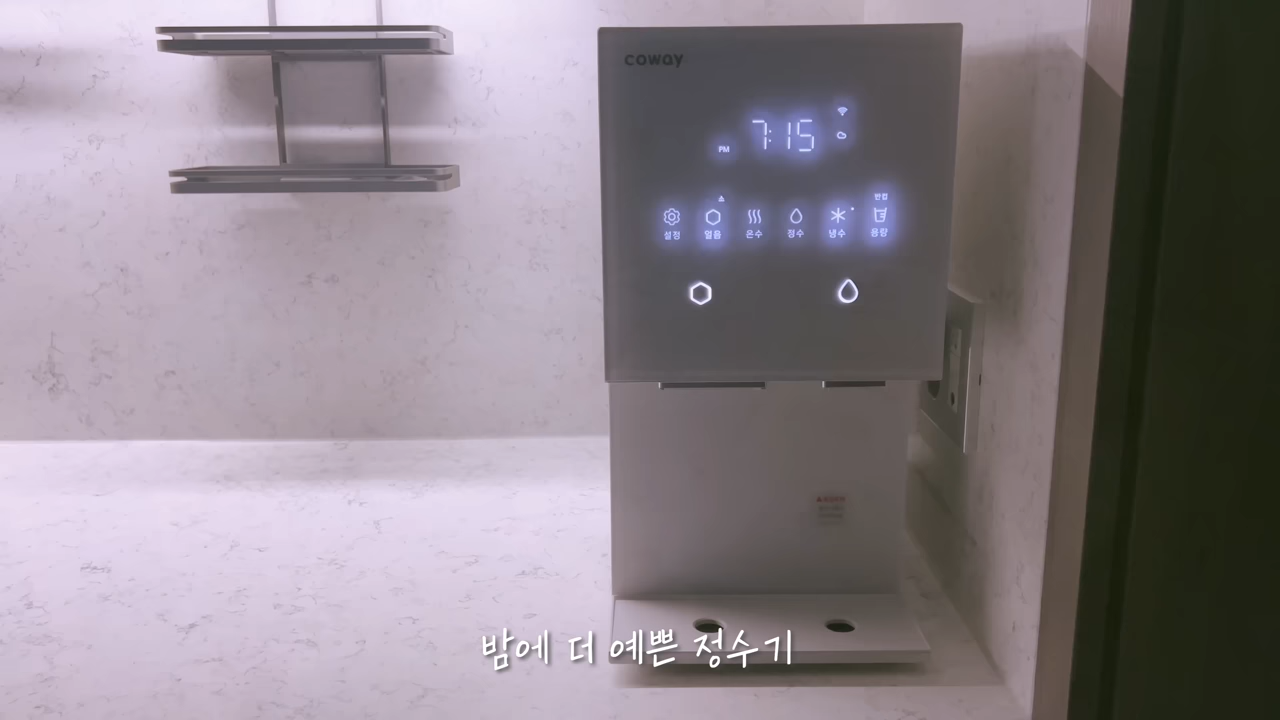 coway
PM 7:15
반컵
설정 얼음 온수 정수 냉수 용량
밤에 더 예쁜 정수기